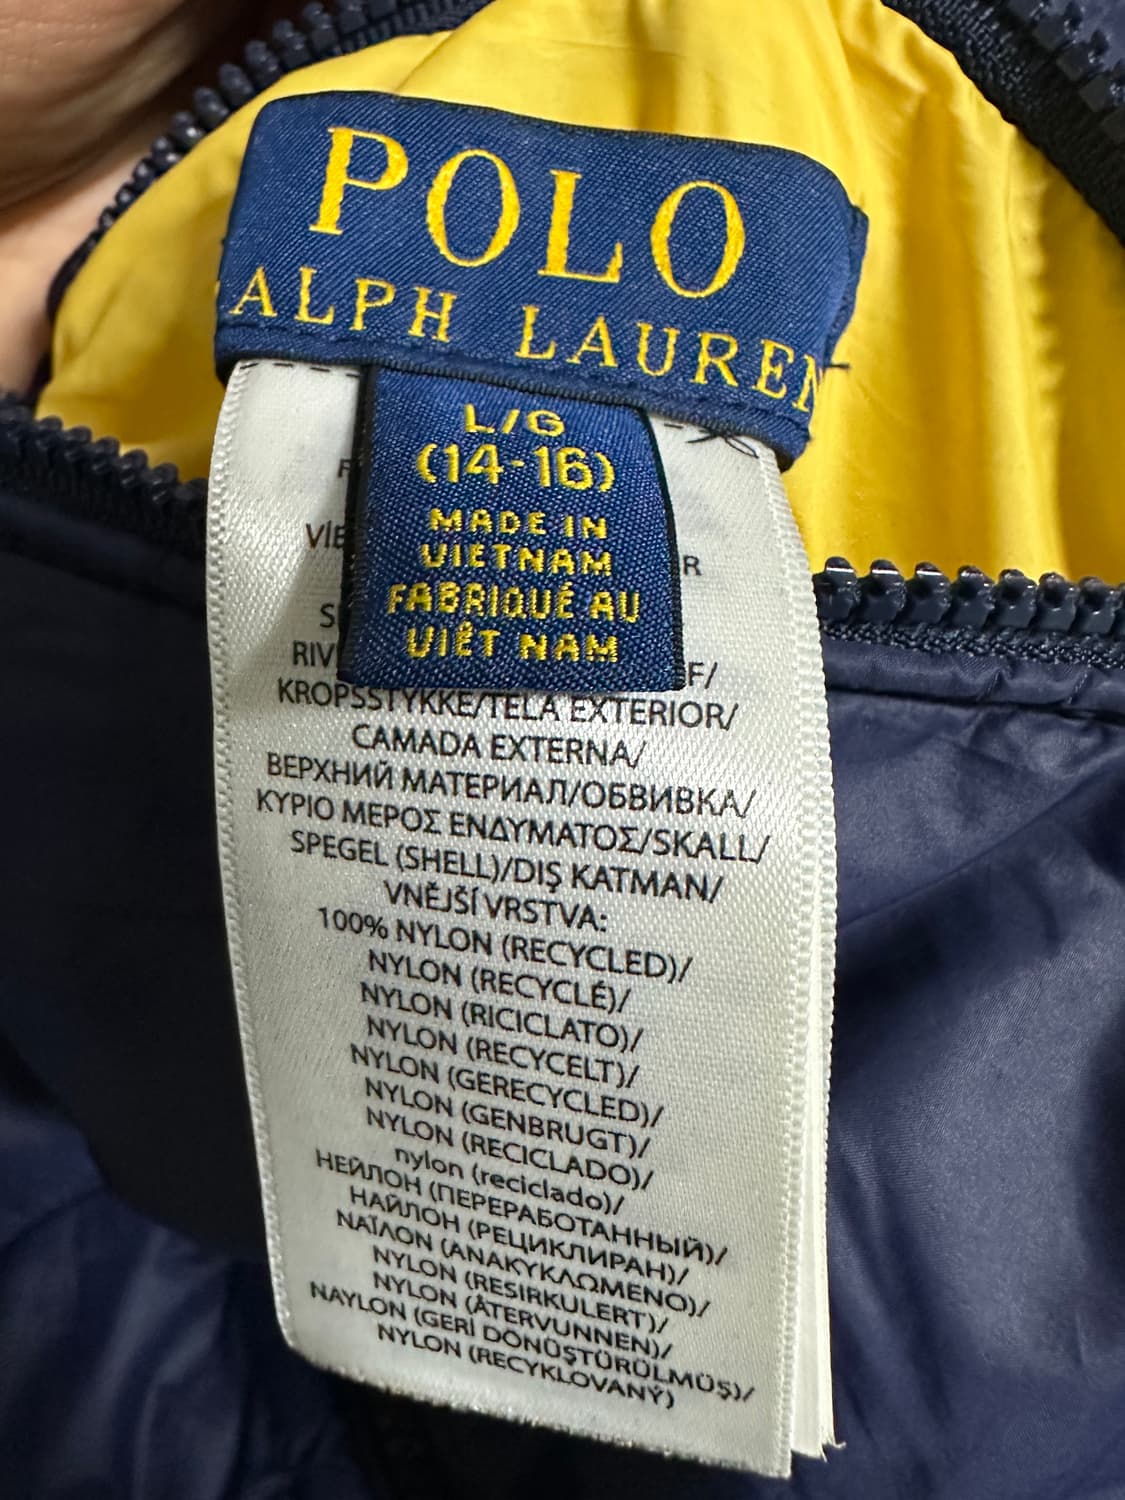 POLO
RALPH LAUREN
L/G
(14-16)
MADE IN
VIETNAM
FABRIQUÉ AU
VIÊT NAM
KROPSSTYKKE/TELA EXTERIOR/
CAMADA EXTERNA/
ВЕРХНИЙ МАТЕРИАЛ/ОБВИВКА/
ΚΥΡΙΟ ΜΕΡΟΣ ΕΝΔΥΜΑΤΟΣ/SKALL/
SPEGEL (SHELL)/DIŞ KATMAN/
VNĚJŠÍ VRSTVA:
100% NYLON (RECYCLED)/
NYLON (RECYCLÉ)/
NYLON (RICICLATO)/
NYLON (RECYCELT)/
NYLON (GERECYCLED)/
NYLON (GENBRUGT)/
NYLON (RECICLADO)/
nylon (reciclado)/
НЕЙЛОН (ПЕРЕРАБОТАННЫЙ)/
НАЙЛОН (РЕЦИКЛИРАН)/
ΝΑΪΛΟΝ (ΑΝΑΚΥΚΛΩΜΕΝΟ)/
NYLON (RESIRKULERT)/
NYLON (ÅTERVUNNEN)/
NAYLON (GERİ DÖNÜŞTÜRÜLMÜŞ)/
NYLON (RECYKLOVANÝ)